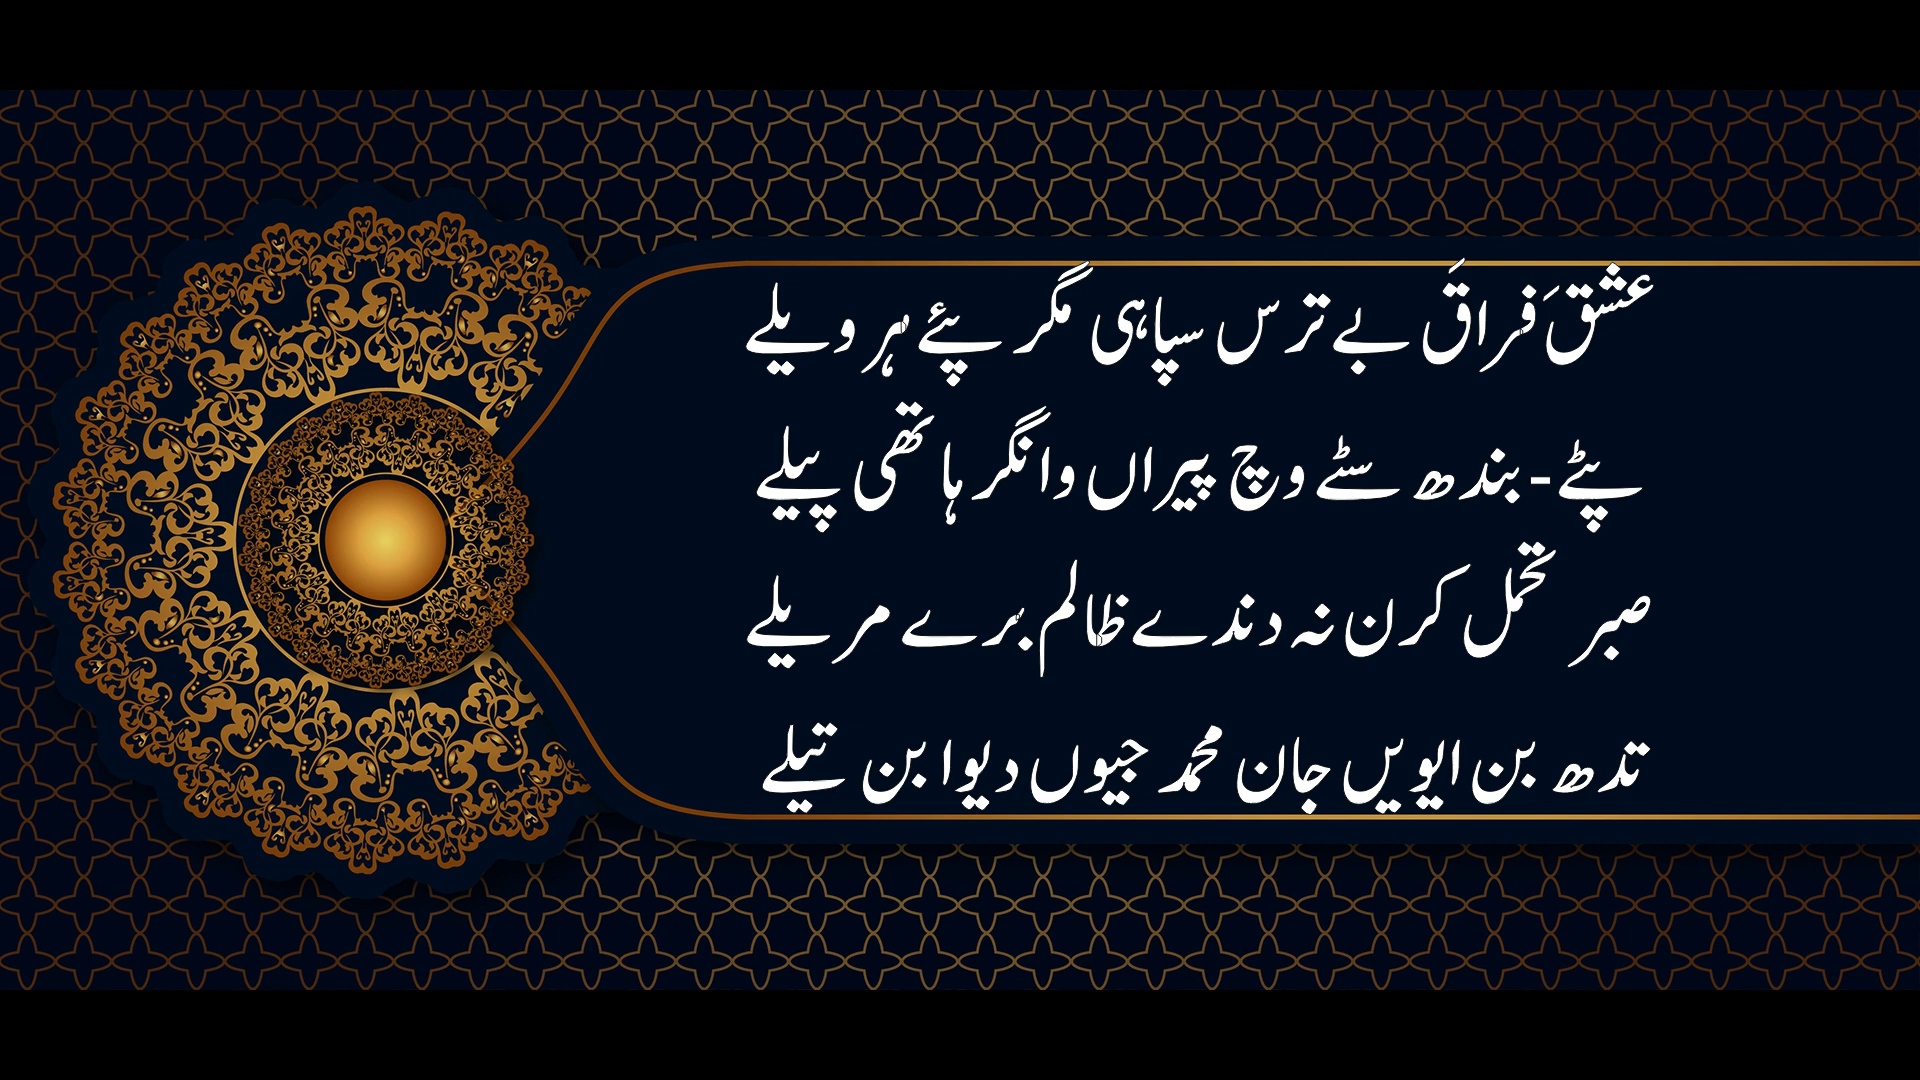 عشقَ فراقَ بے ترس سپاہی مگر پئے ہر ویلے
پٹے - بندھ سٹے وچ پیراں وانگر ہاتھی پیلے
صبر تحمل کرن نہ دندے ظالم برے مریلے
تدھ بن ایویں جان محمد جیوں دیوا بن تیلے